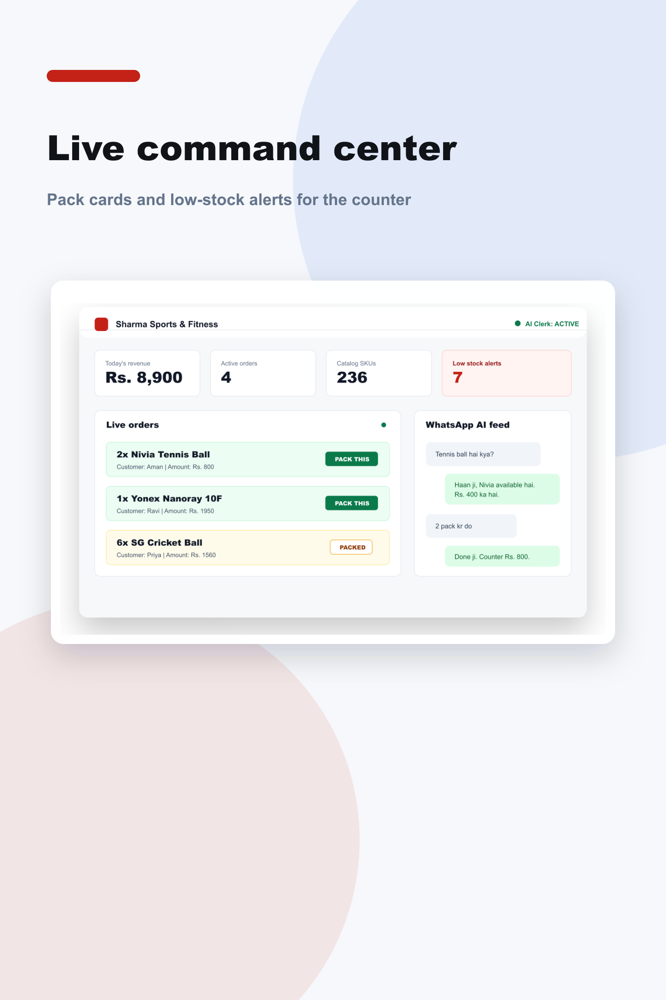 Live command center
Pack cards and low-stock alerts for the counter
Sharma Sports & Fitness
AI Clerk: ACTIVE
Today's revenue
Rs. 8,900
Active orders
4
Catalog SKUs
236
Low stock alerts
7
Live orders
2x Nivia Tennis Ball
Customer: Aman | Amount: Rs. 800
PACK THIS
1x Yonex Nanoray 10F
Customer: Ravi | Amount: Rs. 1950
PACK THIS
6x SG Cricket Ball
Customer: Priya | Amount: Rs. 1560
PACKED
WhatsApp AI feed
Tennis ball hai kya?
Haan ji, Nivia available hai.
Rs. 400 ka hai.
2 pack kr do
Done ji. Counter Rs. 800.